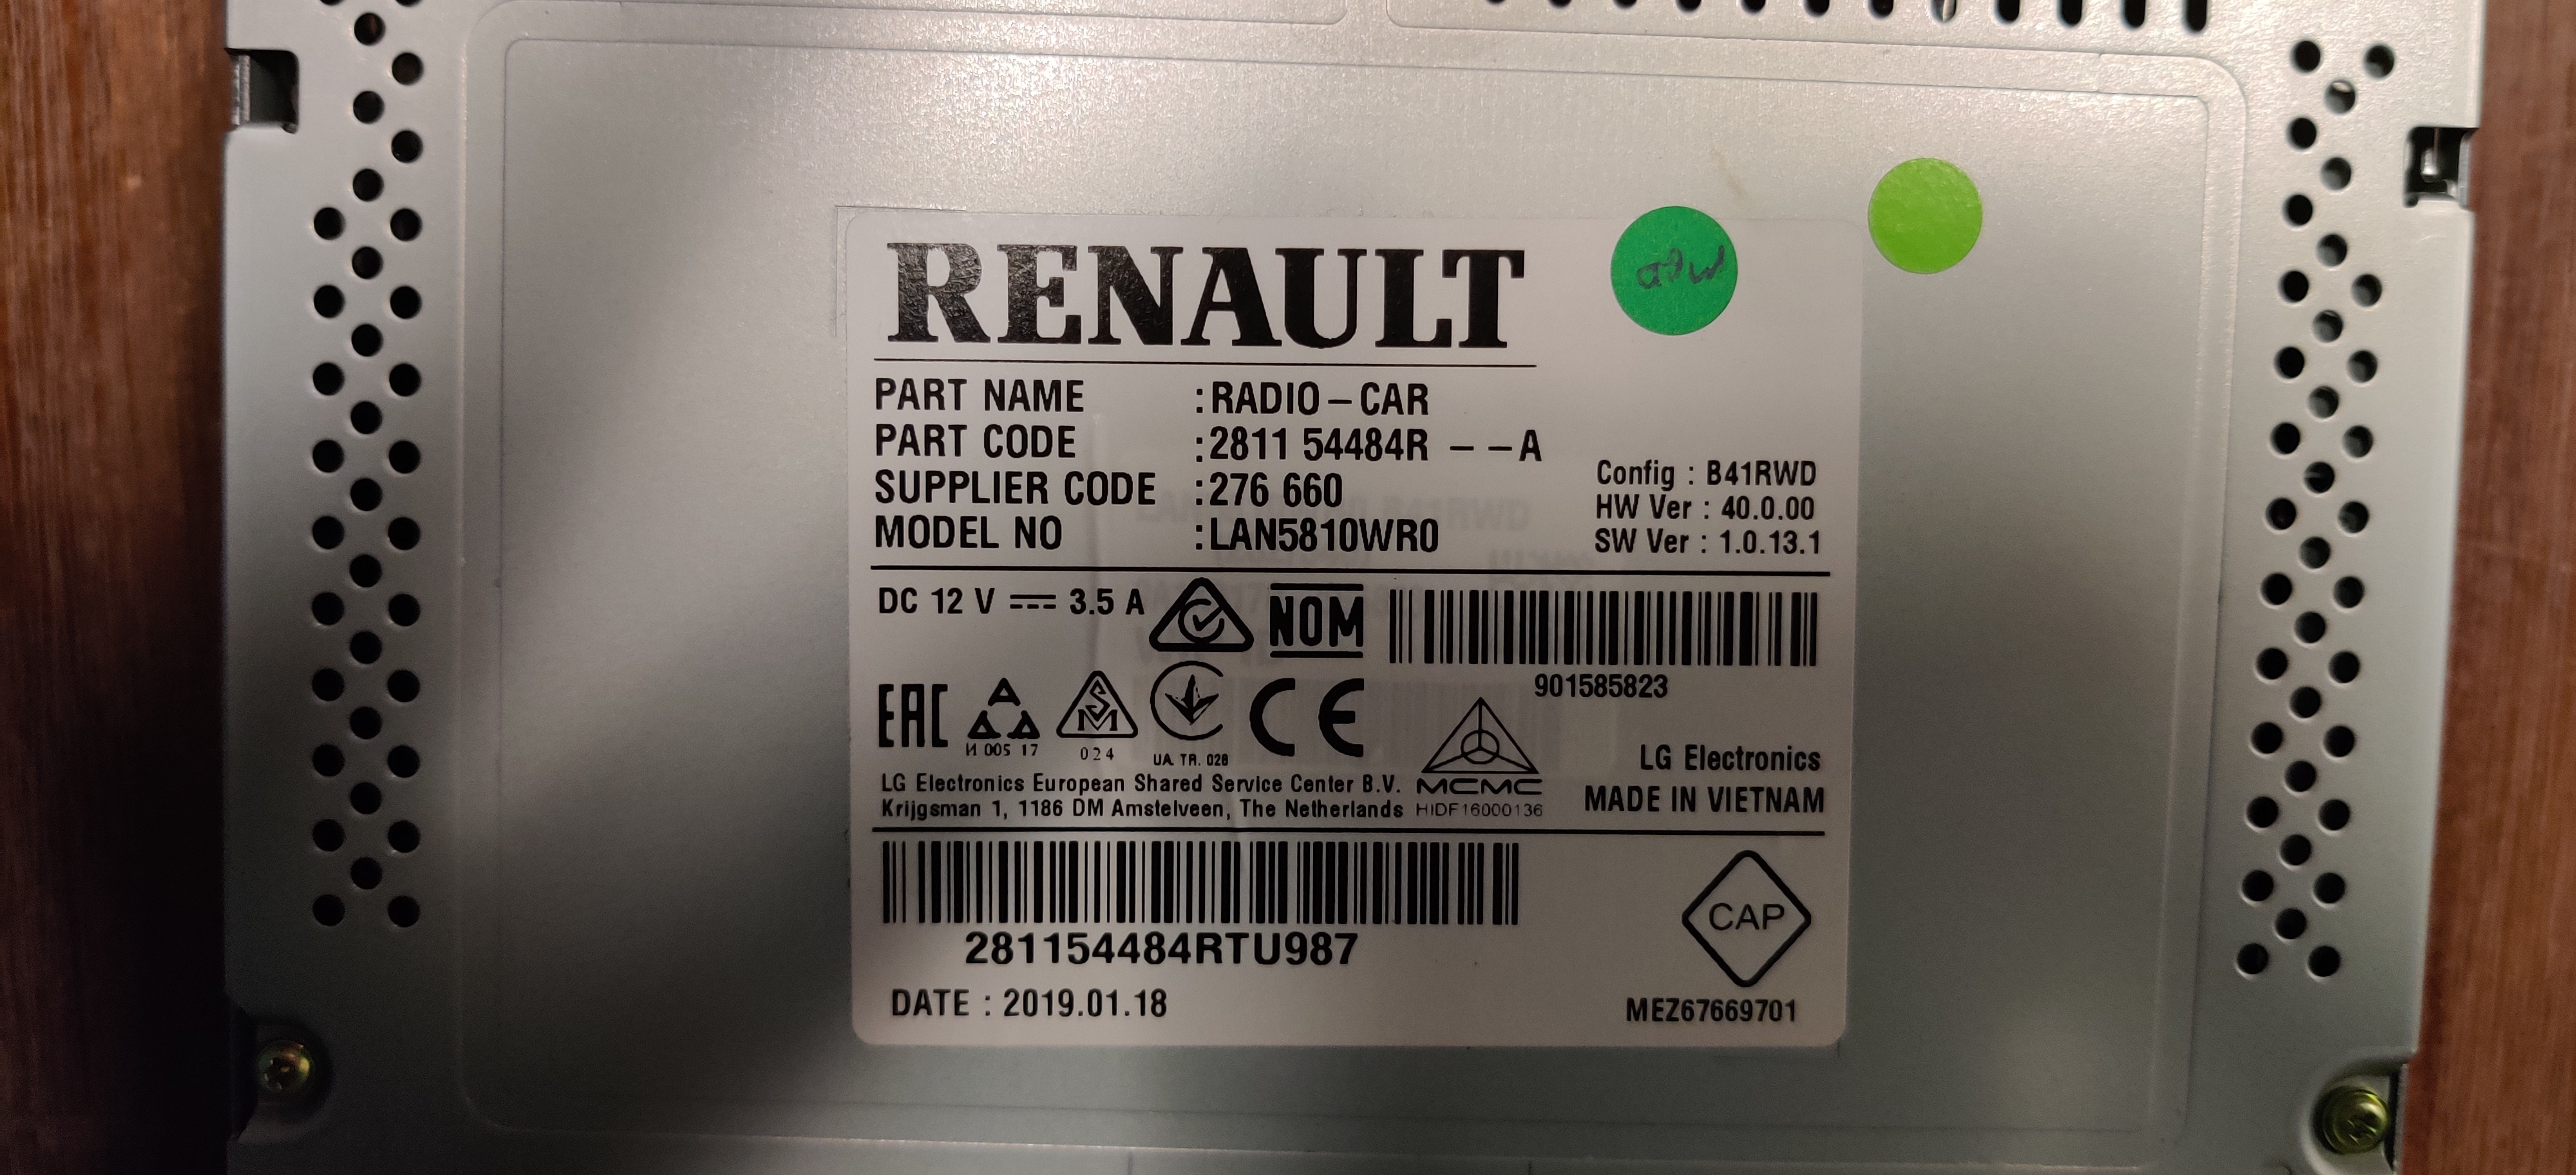 RENAULT
PART NAME :RADIO-CAR
PART CODE :2811 54484R --A
SUPPLIER CODE :276 660
MODEL NO :LAN5810WR0
Config : B41RWD
HW Ver : 40.0.00
SW Ver : 1.0.13.1
DC 12 V 3.5 A
NOM
901585823
EAC
И 005 17
024
UA. TR. 028
CE
LG Electronics European Shared Service Center B.V.
Krijgsman 1, 1186 DM Amstelveen, The Netherlands
MCMC
HIDF16000136
LG Electronics
MADE IN VIETNAM
281154484RTU987
DATE : 2019.01.18
CAP
MEZ67669701